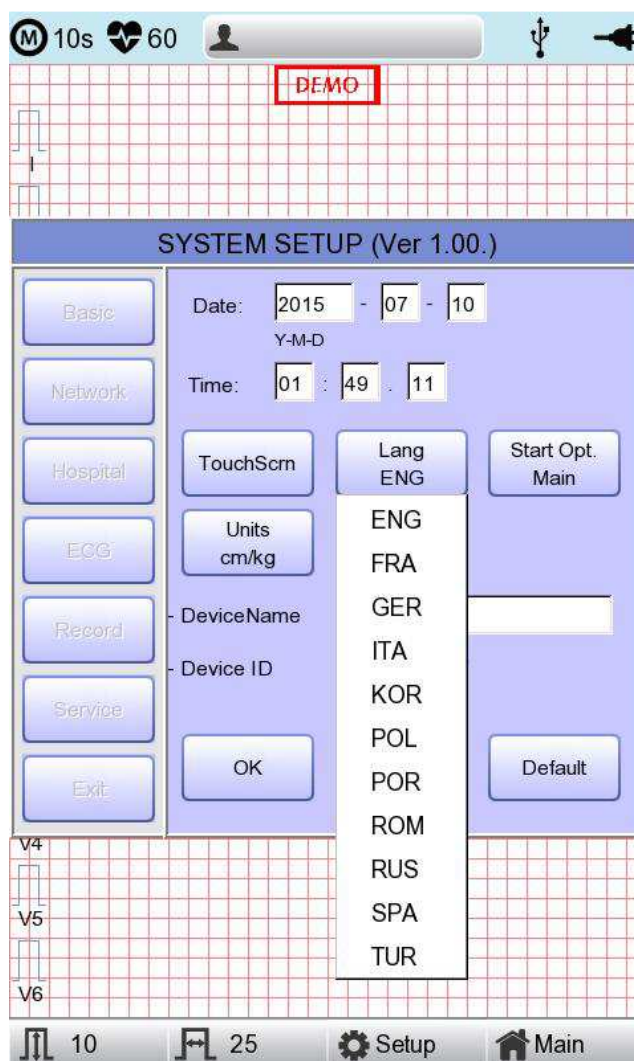 M 10s 60
DEMO
I
SYSTEM SETUP (Ver 1.00.)
Basic
Network
Hospital
ECG
Record
Service
Exit
Date: 2015 - 07 - 10
Y-M-D
Time: 01 : 49 . 11
TouchScrn
Lang
ENG
Start Opt.
Main
Units
cm/kg
ENG
FRA
GER
ITA
KOR
POL
POR
ROM
RUS
SPA
TUR
- DeviceName
- Device ID
OK
Default
V4
V5
V6
10 25 Setup Main